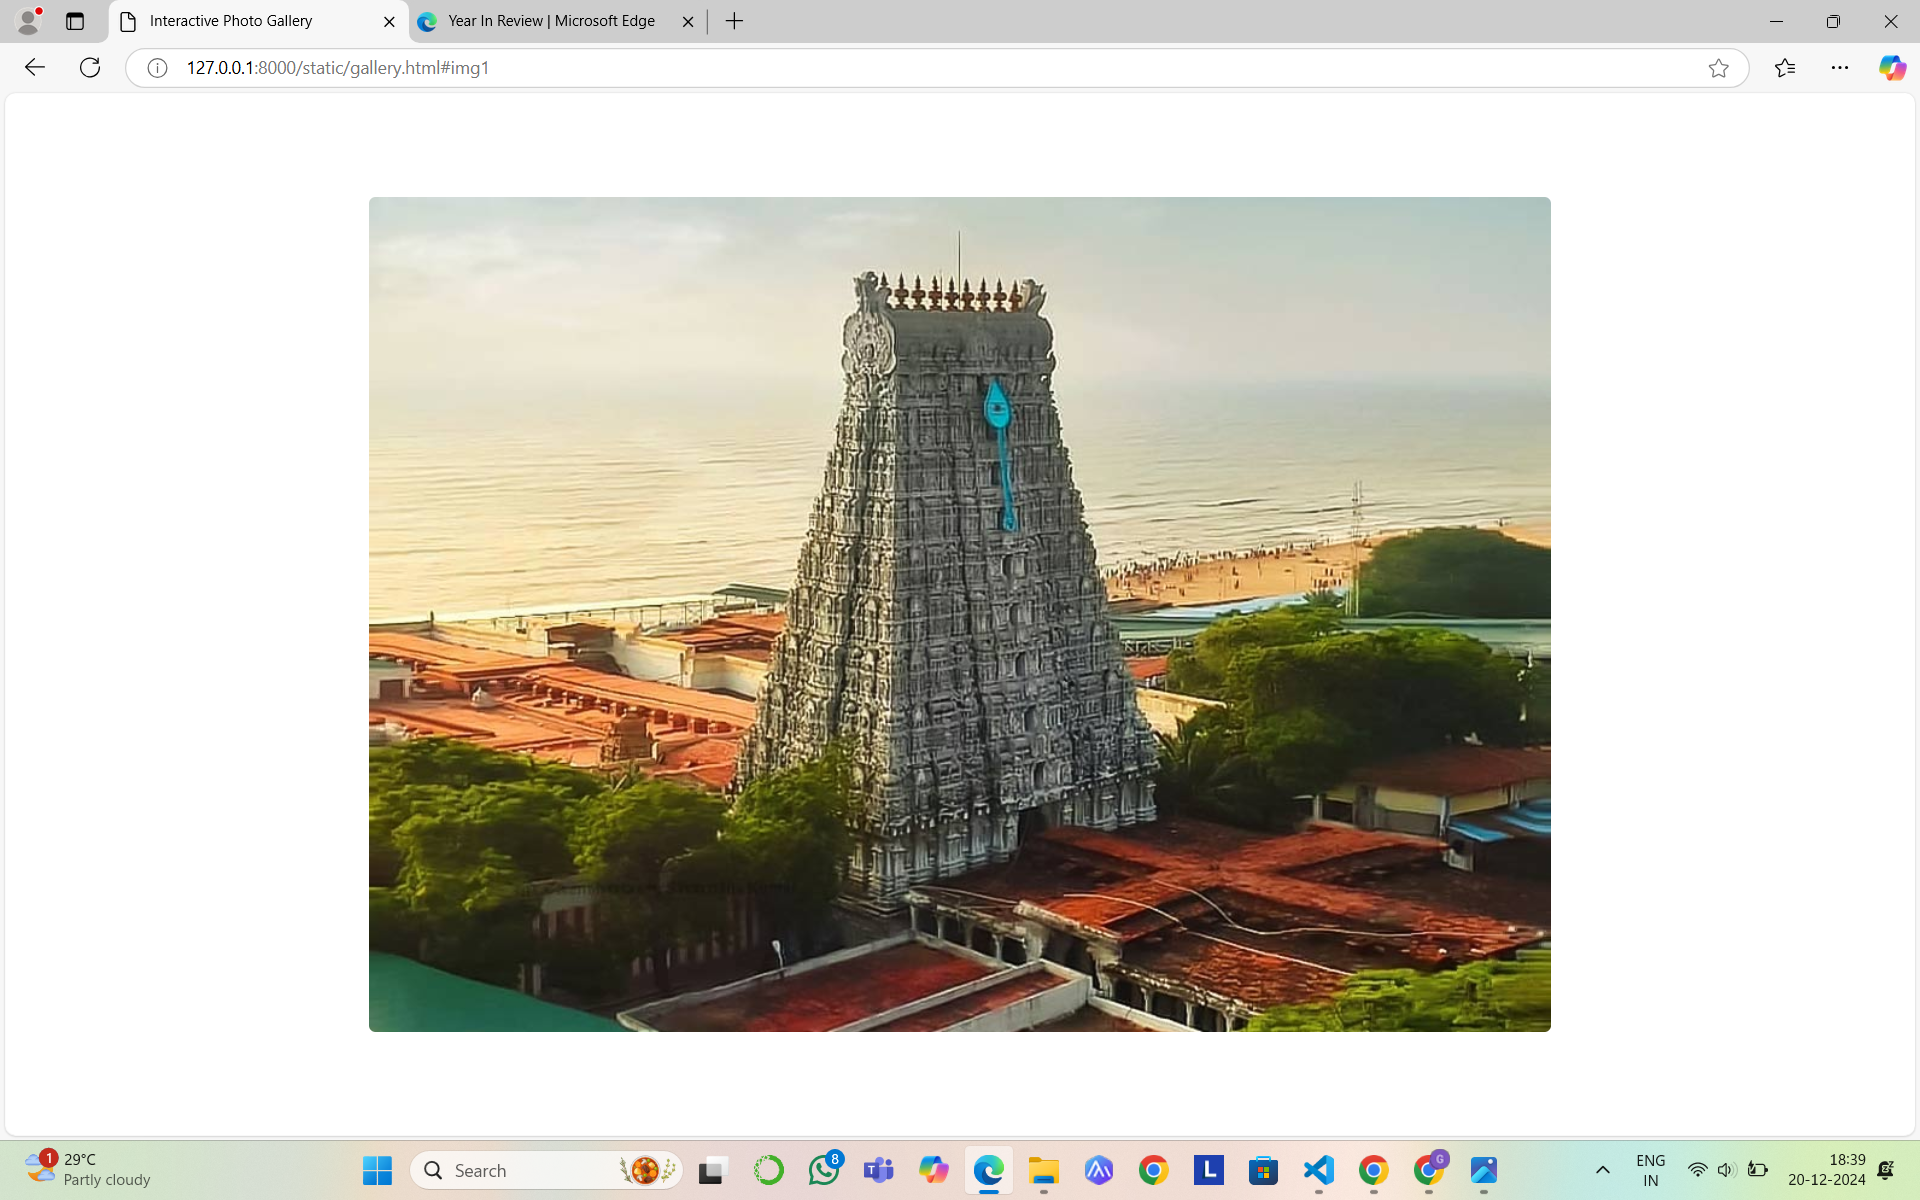 Interactive Photo Gallery
Year In Review | Microsoft Edge
127.0.0.1:8000/static/gallery.html#img1
1
29°C
Partly cloudy
Search
8
T
L
G
ENG
IN
18:39
20-12-2024